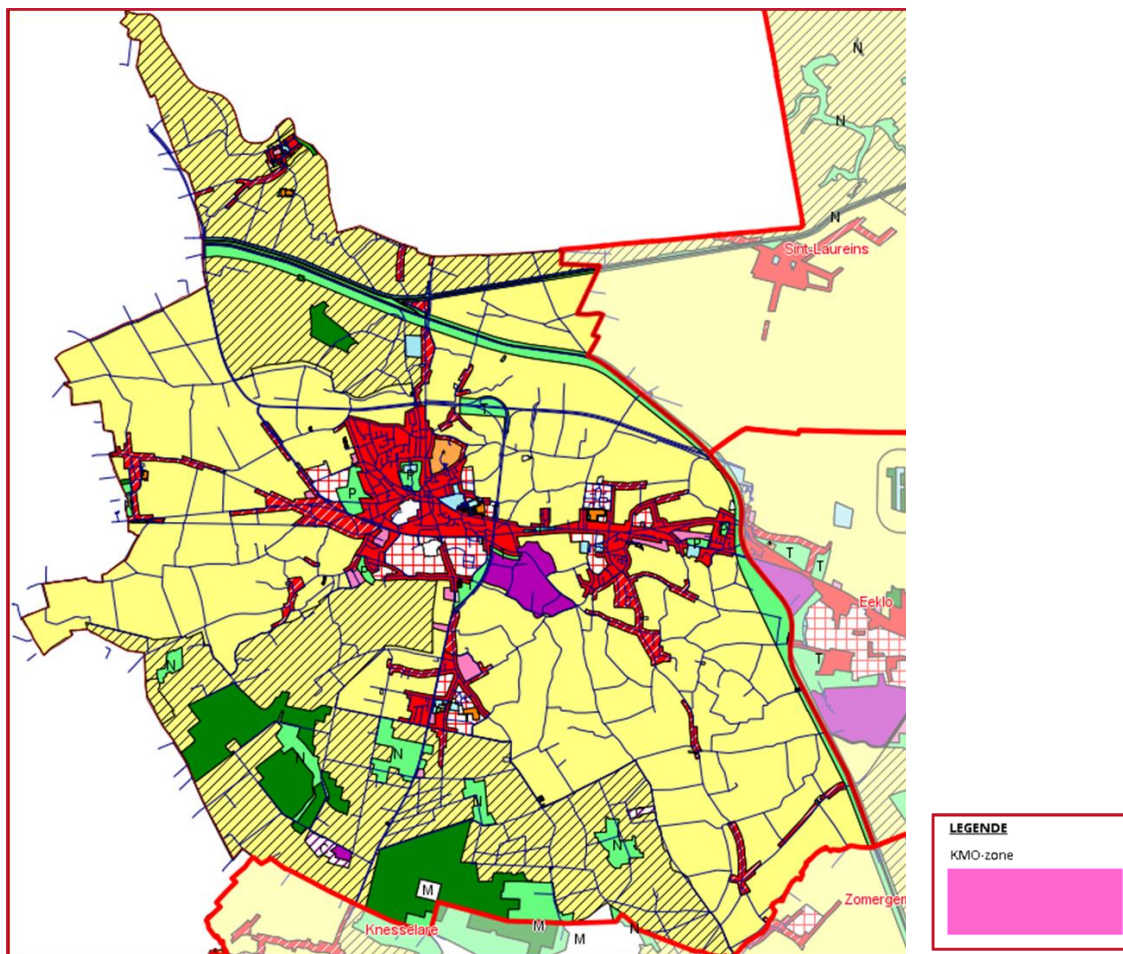 N
N
N
Sint-Laureins
T
P
P
P
T
T
Eeklo
T
N
N
N
N
N
M
M
M
N
Knesselare
Zomergem
LEGENDE
KMO-zone